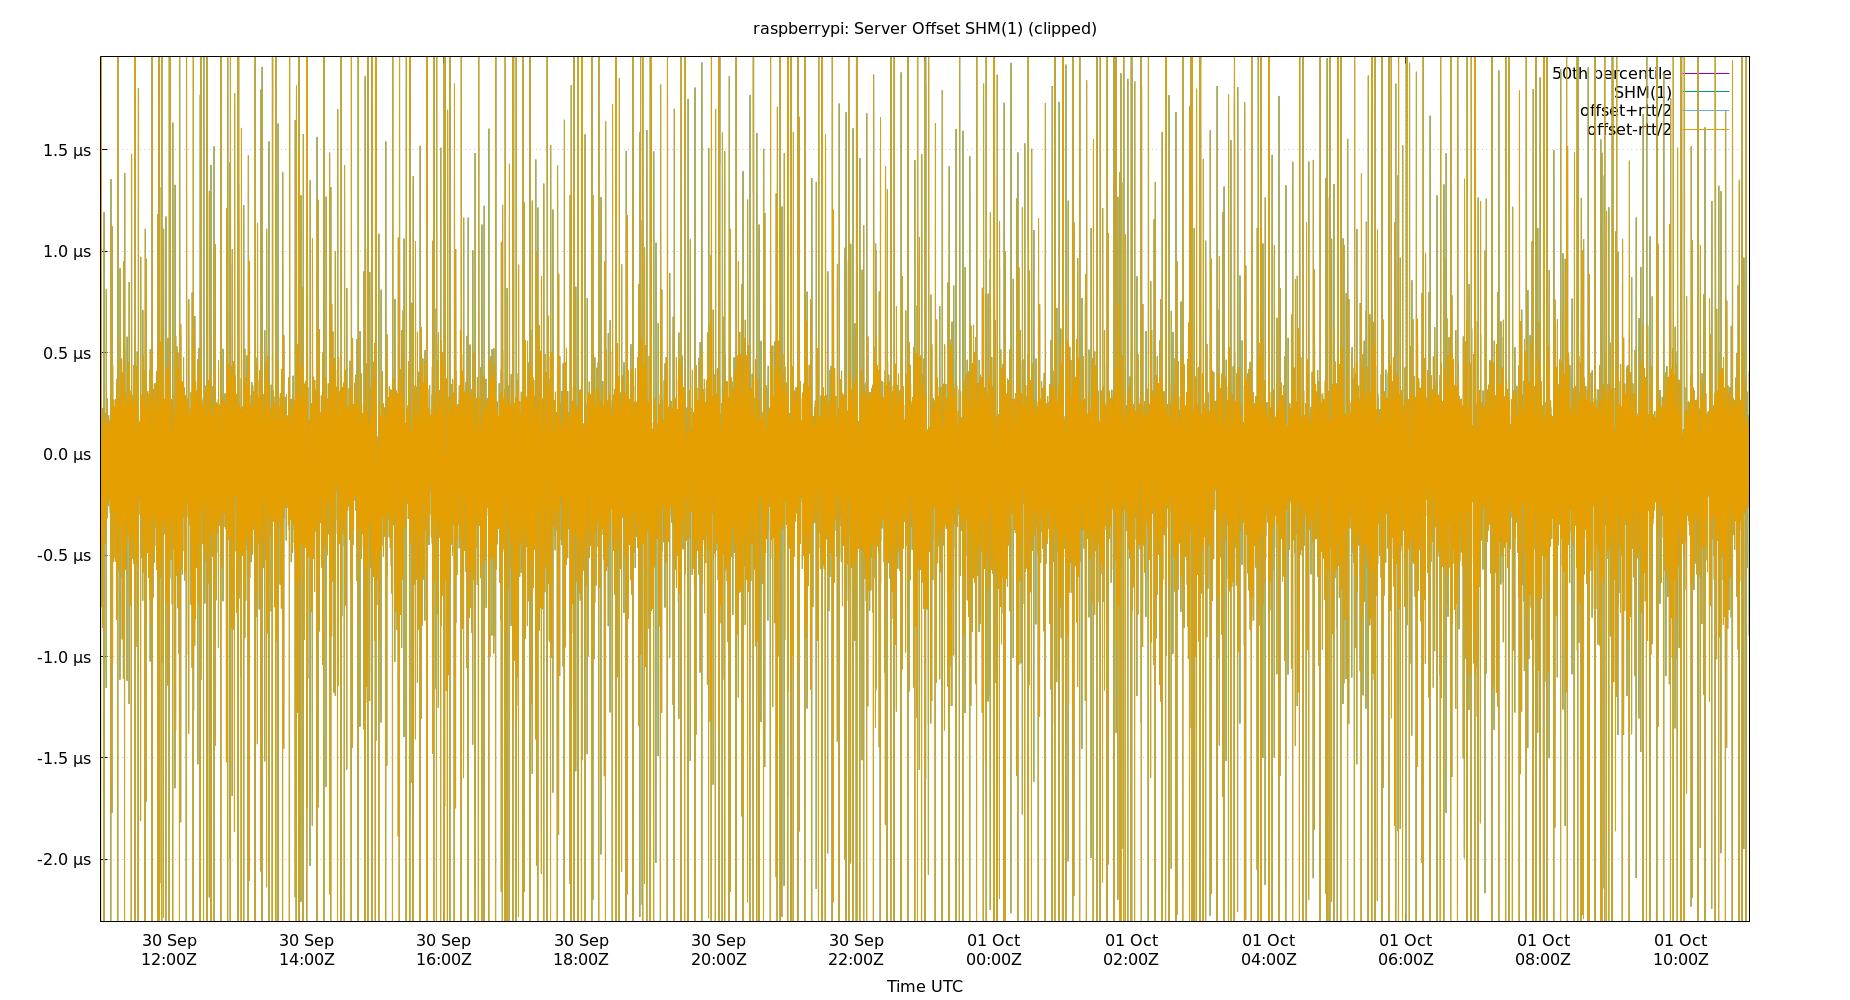 raspberrypi: Server Offset SHM(1) (clipped)
50th percentile
SHM(1)
offset+rtt/2
offset-rtt/2
1.5 µs
1.0 µs
0.5 µs
0.0 µs
-0.5 µs
-1.0 µs
-1.5 µs
-2.0 µs
30 Sep 30 Sep 30 Sep 30 Sep 30 Sep 30 Sep 01 Oct 01 Oct 01 Oct 01 Oct 01 Oct 01 Oct
12:00Z 14:00Z 16:00Z 18:00Z 20:00Z 22:00Z 00:00Z 02:00Z 04:00Z 06:00Z 08:00Z 10:00Z
Time UTC